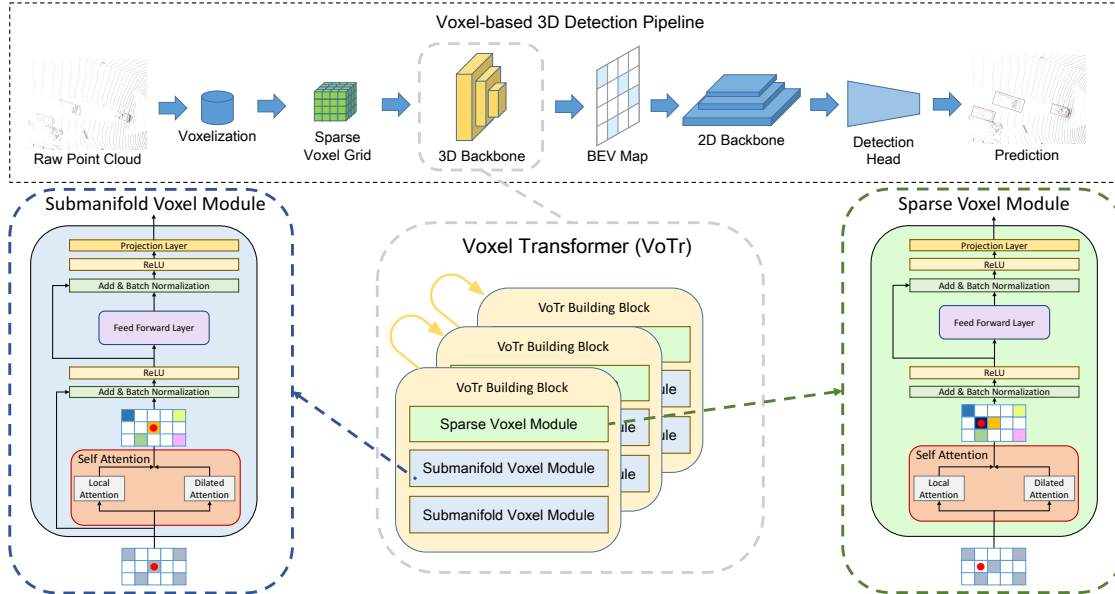 Voxel-based 3D Detection Pipeline
Raw Point Cloud
Voxelization
Sparse
Voxel Grid
3D Backbone
BEV Map
2D Backbone
Detection
Head
Prediction
Submanifold Voxel Module
Projection Layer
ReLU
Add & Batch Normalization
Feed Forward Layer
ReLU
Add & Batch Normalization
Self Attention
Local
Attention
Dilated
Attention
Voxel Transformer (VoTr)
VoTr Building Block
VoTr Building Block
VoTr Building Block
Sparse Voxel Module
Submanifold Voxel Module
Submanifold Voxel Module
ule
ule
ule
ule
Sparse Voxel Module
Projection Layer
ReLU
Add & Batch Normalization
Feed Forward Layer
ReLU
Add & Batch Normalization
Self Attention
Local
Attention
Dilated
Attention